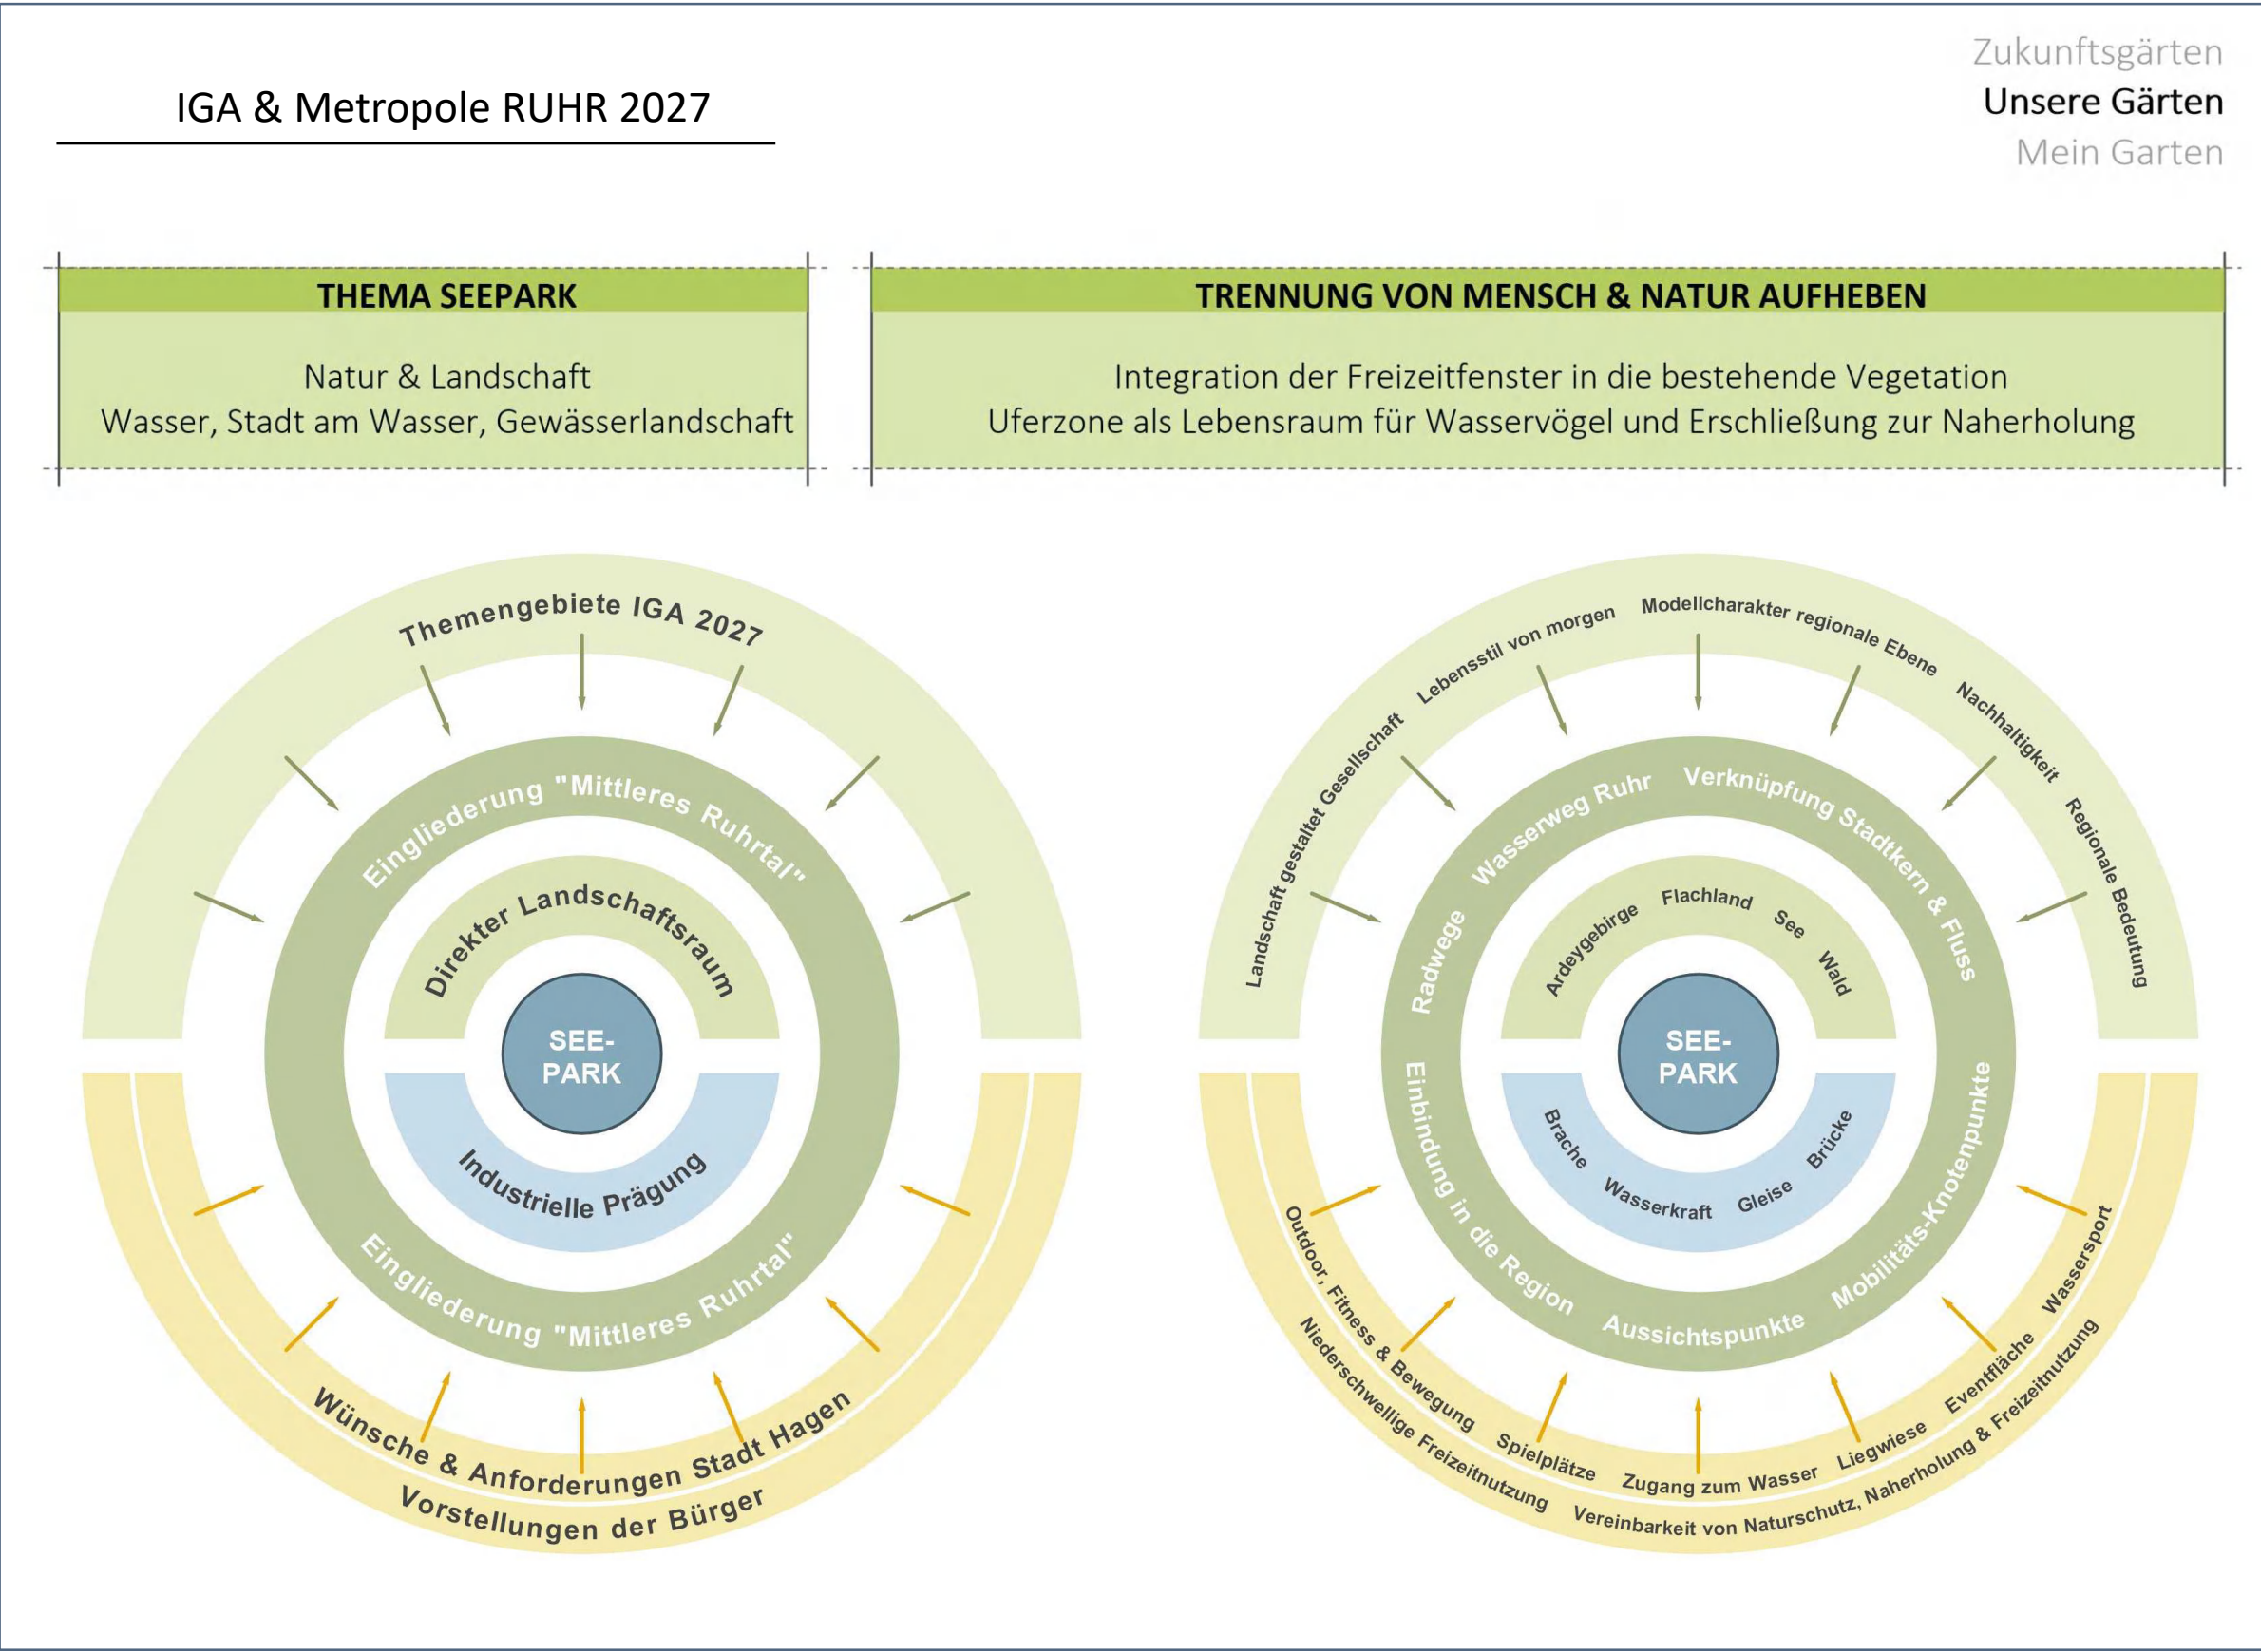 IGA & Metropole RUHR 2027
Zukunftsgärten
Unsere Gärten
Mein Garten
THEMA SEEPARK
Natur & Landschaft
Wasser, Stadt am Wasser, Gewässerlandschaft
TRENNUNG VON MENSCH & NATUR AUFHEBEN
Integration der Freizeitfenster in die bestehende Vegetation
Uferzone als Lebensraum für Wasservögel und Erschließung zur Naherholung
Themengebiete IGA 2027
Eingliederung "Mittleres Ruhrtal"
Direkter Landschaftsraum
SEE-
PARK
Industrielle Prägung
Eingliederung "Mittleres Ruhrtal"
Wünsche & Anforderungen Stadt Hagen
Vorstellungen der Bürger
Landschaft gestaltet Gesellschaft Lebensstil von morgen Modellcharakter regionale Ebene Nachhaltigkeit Regionale Bedeutung
Radwege Wasserweg Ruhr Verknüpfung Stadtkern & Fluss
Ardeygebirge Flachland See Wald
SEE-
PARK
Brache Wasserkraft Gleise Brücke
Einbindung in die Region Aussichtspunkte Mobilitäts-Knotenpunkte
Outdoor, Fitness & Bewegung Spielplätze Zugang zum Wasser Liegwiese Eventfläche Wassersport
Niederschwellige Freizeitnutzung Vereinbarkeit von Naturschutz, Naherholung & Freizeitnutzung